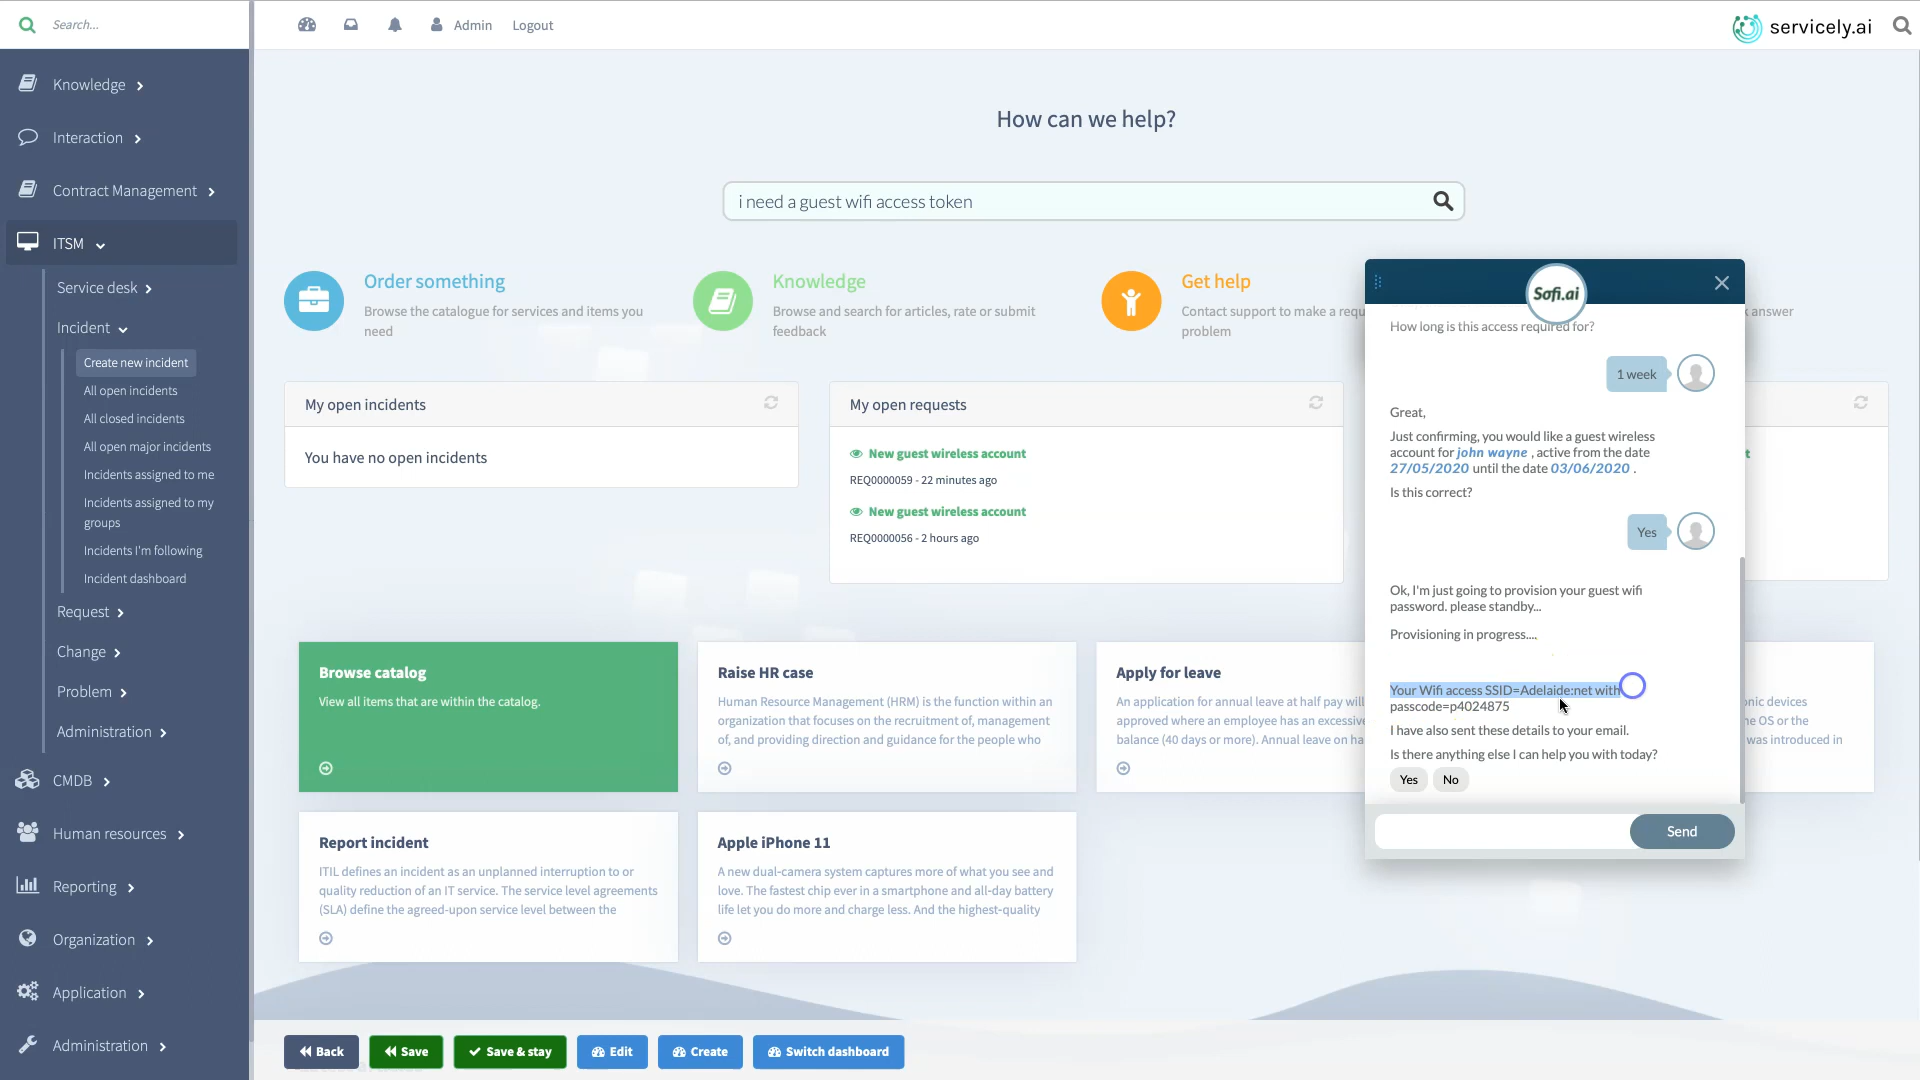 Search...
Admin
Logout
servicely.ai
Knowledge
Interaction
Contract Management
ITSM
Service desk
Incident
Create new incident
All open incidents
All closed incidents
All open major incidents
Incidents assigned to me
Incidents assigned to my
groups
Incidents I'm following
Incident dashboard
Request
Change
Problem
Administration
CMDB
Human resources
Reporting
Organization
Application
Administration
How can we help?
i need a guest wifi access token
Order something
Browse the catalogue for services and items you
need
Knowledge
Browse and search for articles, rate or submit
feedback
Get help
Contact support to make a requ
problem
k answer
My open incidents
You have no open incidents
My open requests
New guest wireless account
REQ0000059 - 22 minutes ago
New guest wireless account
REQ0000056 - 2 hours ago
t
Browse catalog
View all items that are within the catalog.
Raise HR case
Human Resource Management (HRM) is the function within an
organization that focuses on the recruitment of, management
of, and providing direction and guidance for the people who
Apply for leave
An application for annual leave at half pay will
approved where an employee has an excessive
balance (40 days or more). Annual leave on ha
onic devices
he OS or the
was introduced in
Report incident
ITIL defines an incident as an unplanned interruption to or
quality reduction of an IT service. The service level agreements
(SLA) define the agreed-upon service level between the
Apple iPhone 11
A new dual-camera system captures more of what you see and
love. The fastest chip ever in a smartphone and all-day battery
life let you do more and charge less. And the highest-quality
Sofi.ai
How long is this access required for?
1 week
Great,
Just confirming, you would like a guest wireless
account for john wayne , active from the date
27/05/2020 until the date 03/06/2020 .
Is this correct?
Yes
Ok, I'm just going to provision your guest wifi
password. please standby...
Provisioning in progress....
Your Wifi access SSID=Adelaide:net with
passcode=p4024875
I have also sent these details to your email.
Is there anything else I can help you with today?
Yes
No
Send
Back
Save
Save & stay
Edit
Create
Switch dashboard